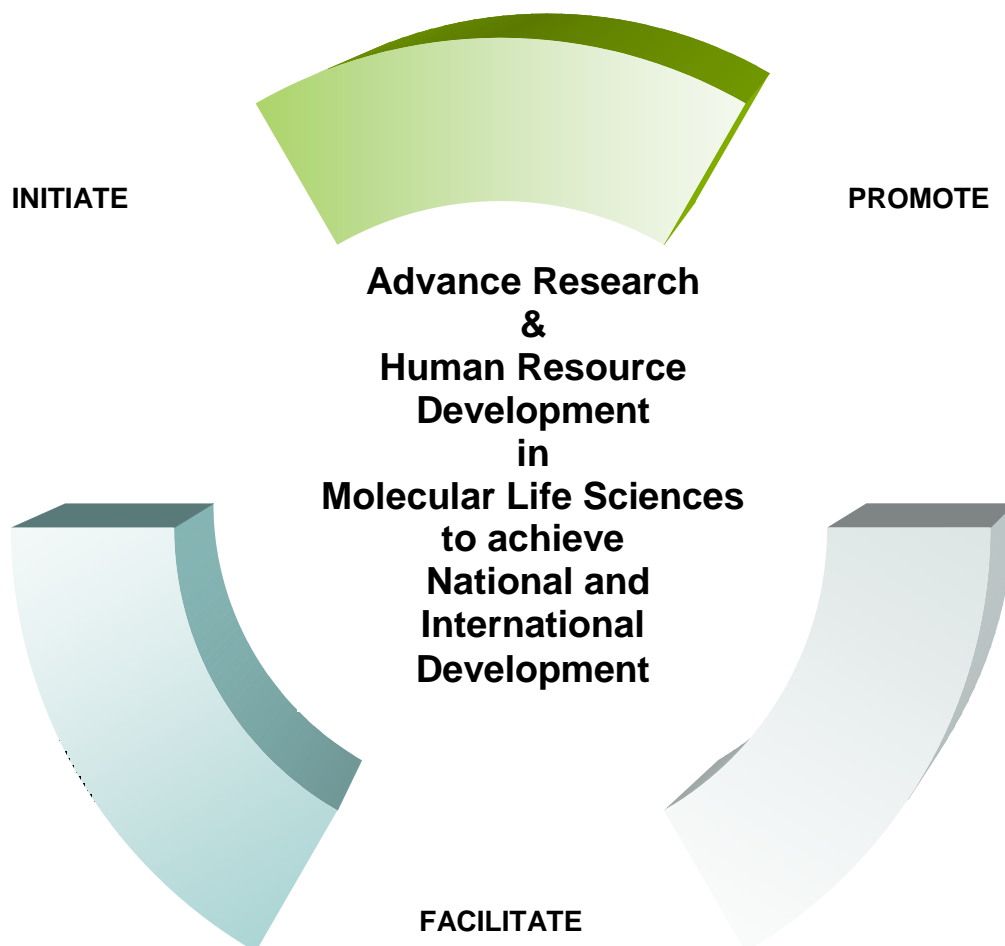 INITIATE
PROMOTE
Advance Research
&
Human Resource
Development
in
Molecular Life Sciences
to achieve
National and
International
Development
FACILITATE